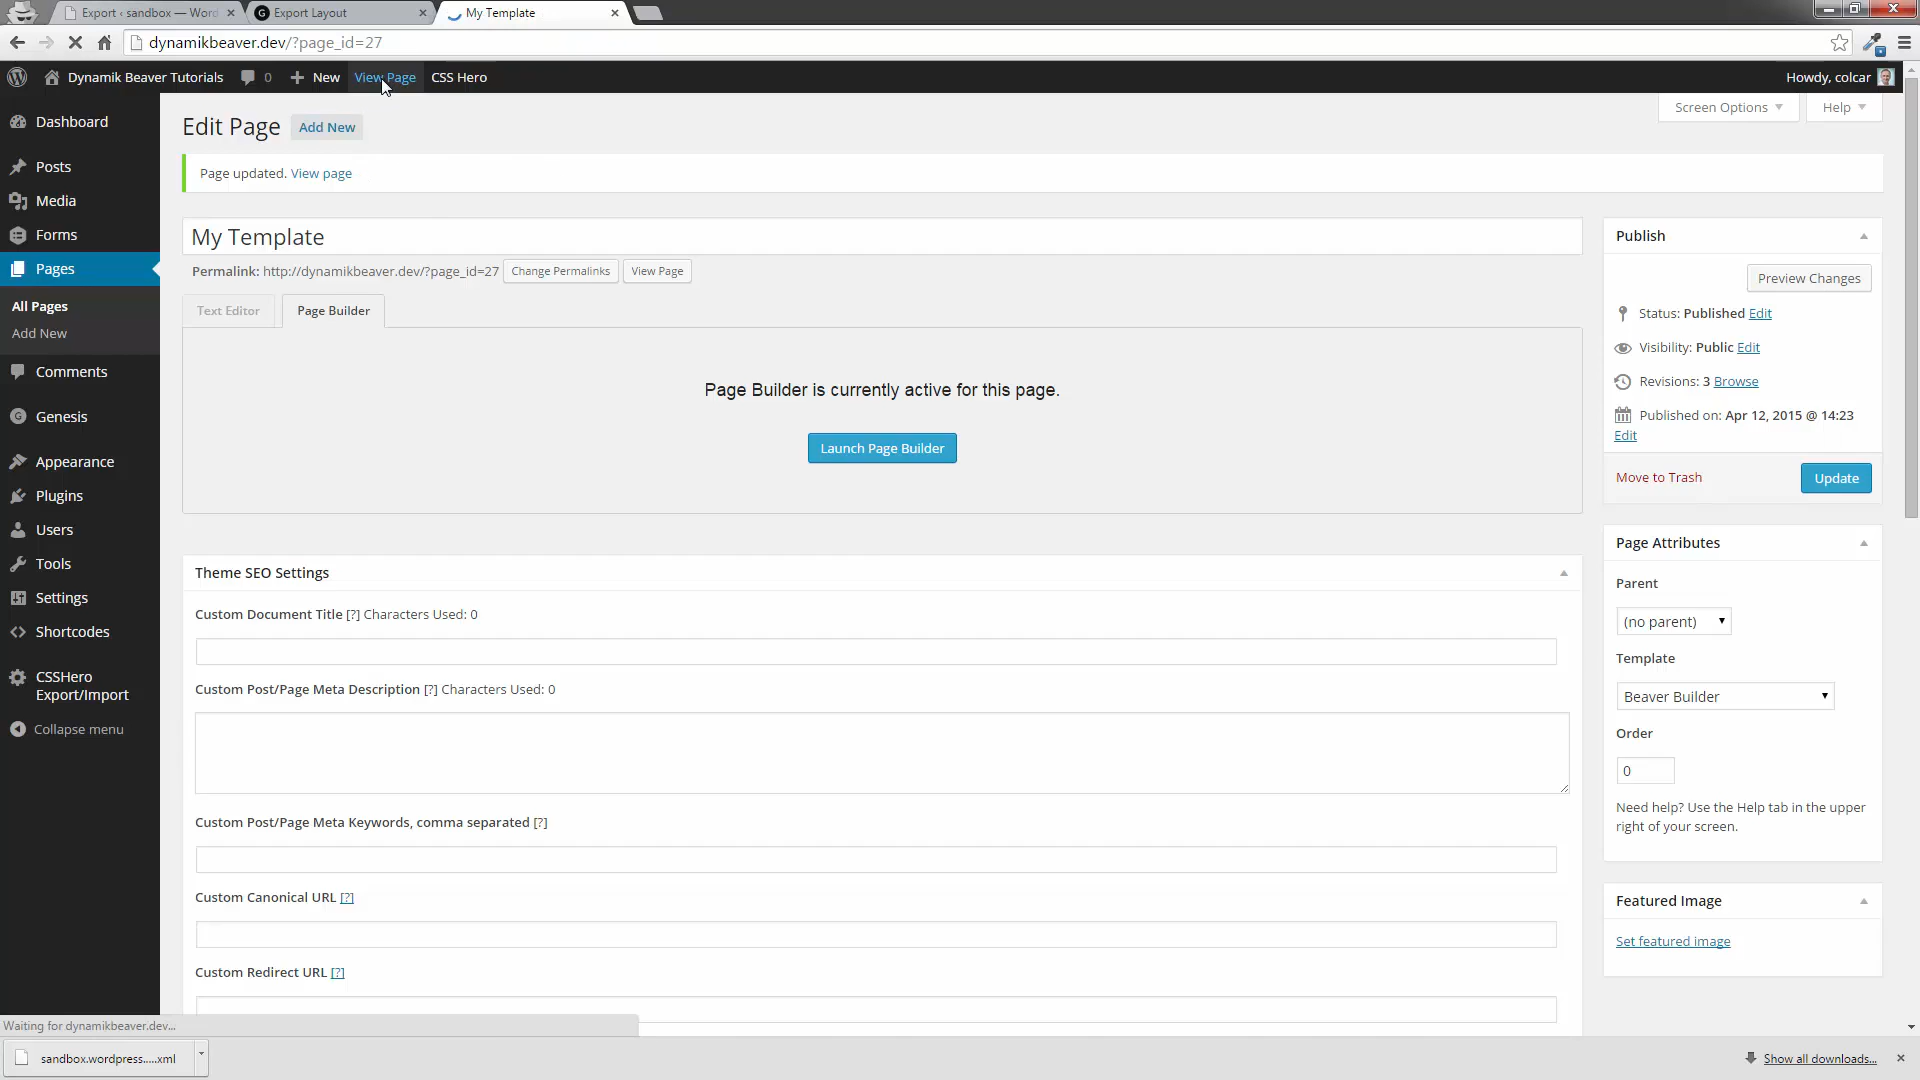 Export ‹ sandbox — Word
Export Layout
My Template
dynamikbeaver.dev/?page_id=27
Dynamik Beaver Tutorials
0
New
View Page
CSS Hero
Howdy, colcar
Dashboard
Posts
Media
Forms
Pages
All Pages
Add New
Comments
Genesis
Appearance
Plugins
Users
Tools
Settings
Shortcodes
CSSHero
Export/Import
Collapse menu
Screen Options
Help
Edit Page
Add New
Page updated. View page
My Template
Permalink: http://dynamikbeaver.dev/?page_id=27
Change Permalinks
View Page
Text Editor
Page Builder
Page Builder is currently active for this page.
Launch Page Builder
Theme SEO Settings
Custom Document Title [?] Characters Used: 0
Custom Post/Page Meta Description [?] Characters Used: 0
Custom Post/Page Meta Keywords, comma separated [?]
Custom Canonical URL [?]
Custom Redirect URL [?]
Publish
Preview Changes
Status: Published Edit
Visibility: Public Edit
Revisions: 3 Browse
Published on: Apr 12, 2015 @ 14:23
Edit
Move to Trash
Update
Page Attributes
Parent
(no parent)
Template
Beaver Builder
Order
0
Need help? Use the Help tab in the upper
right of your screen.
Featured Image
Set featured image
Waiting for dynamikbeaver.dev...
sandbox.wordpress.....xml
Show all downloads...